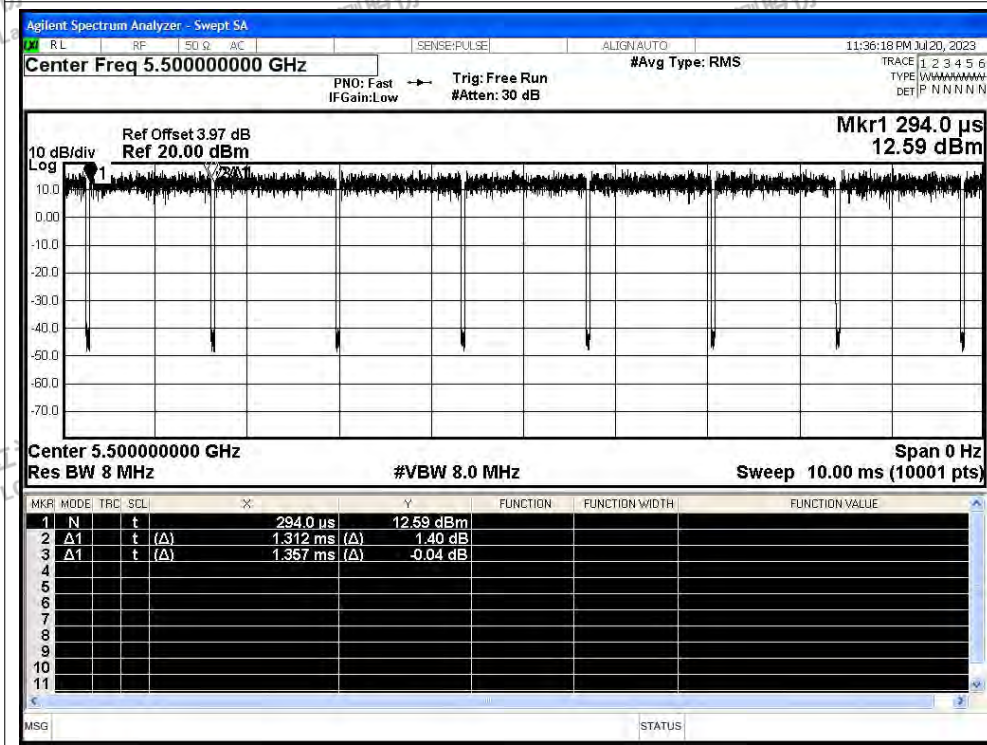 Agilent Spectrum Analyzer - Swept SA
RL RF 50 Ω AC SENSE:PULSE ALIGN AUTO 11:36:18 PM Jul 20, 2023
Center Freq 5.500000000 GHz
#Avg Type: RMS
TRACE 1 2 3 4 5 6
TYPE
DET P N N N N N
PNO: Fast
IFGain:Low
Trig: Free Run
#Atten: 30 dB
Mkr1 294.0 µs
12.59 dBm
Ref Offset 3.97 dB
10 dB/div Ref 20.00 dBm
Log
1
10.0
0.00
-10.0
-20.0
-30.0
-40.0
-50.0
-60.0
-70.0
Center 5.500000000 GHz Span 0 Hz
Res BW 8 MHz #VBW 8.0 MHz Sweep 10.00 ms (10001 pts)
MKR MODE TRC SCL X Y FUNCTION FUNCTION WIDTH FUNCTION VALUE
1 N t 294.0 µs 12.59 dBm
2 Δ1 t (Δ) 1.312 ms (Δ) 1.40 dB
3 Δ1 t (Δ) 1.357 ms (Δ) -0.04 dB
4
5
6
7
8
9
10
11
MSG STATUS